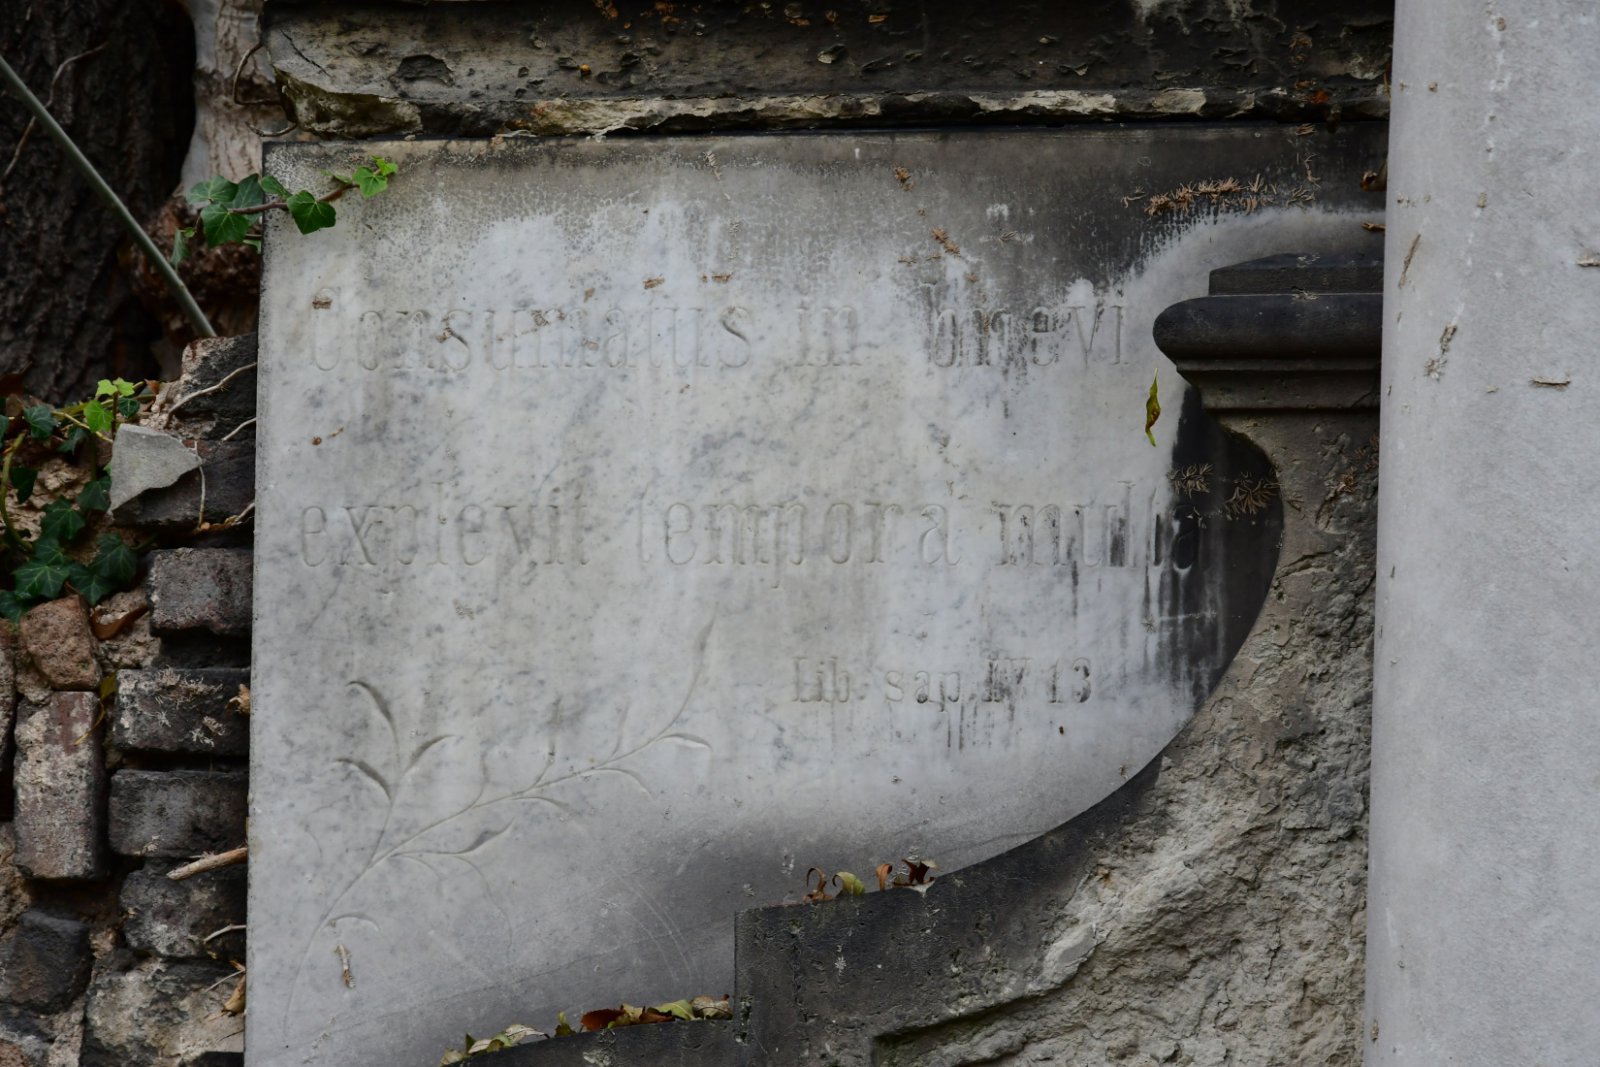 Consumatus in brevi
explevit tempora multa
lib. sap. IV 13